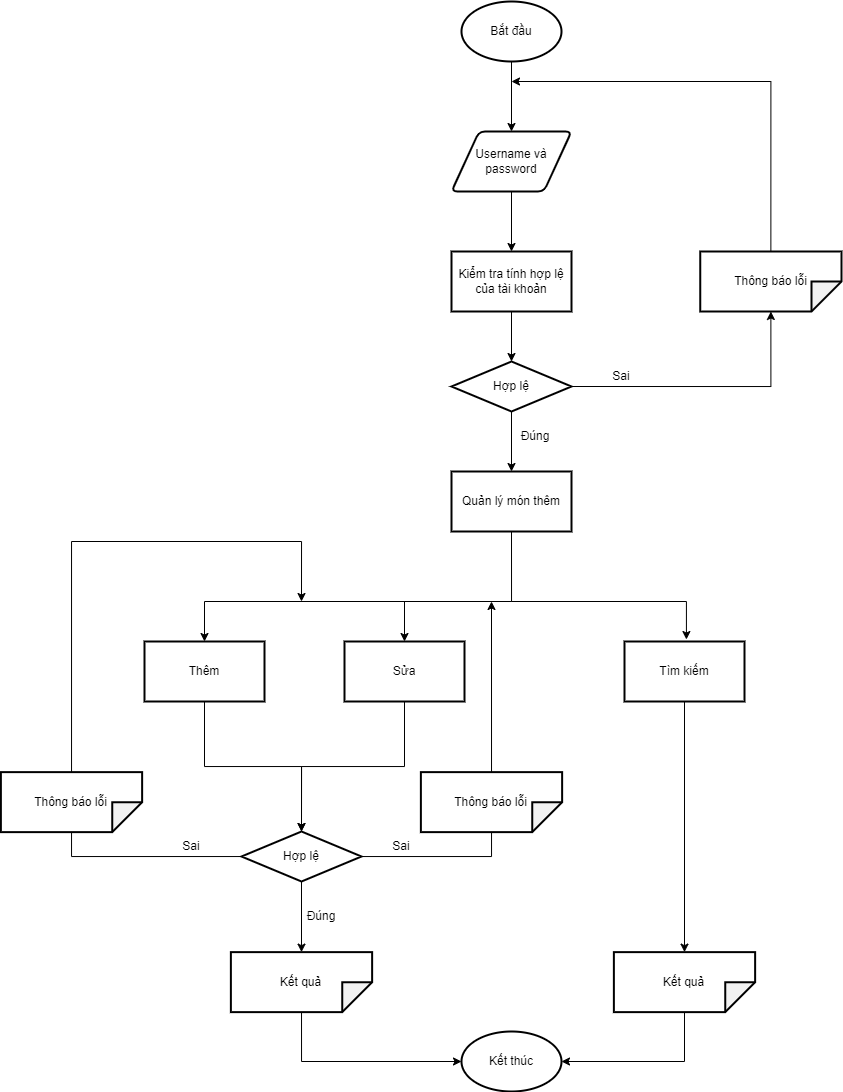 Bắt đầu
Username và
password
Kiểm tra tính hợp lệ
của tài khoản
Thông báo lỗi
Hợp lệ
Sai
Đúng
Quản lý món thêm
Thêm
Sửa
Tìm kiếm
Thông báo lỗi
Thông báo lỗi
Sai
Hợp lệ
Sai
Đúng
Kết quả
Kết quả
Kết thúc